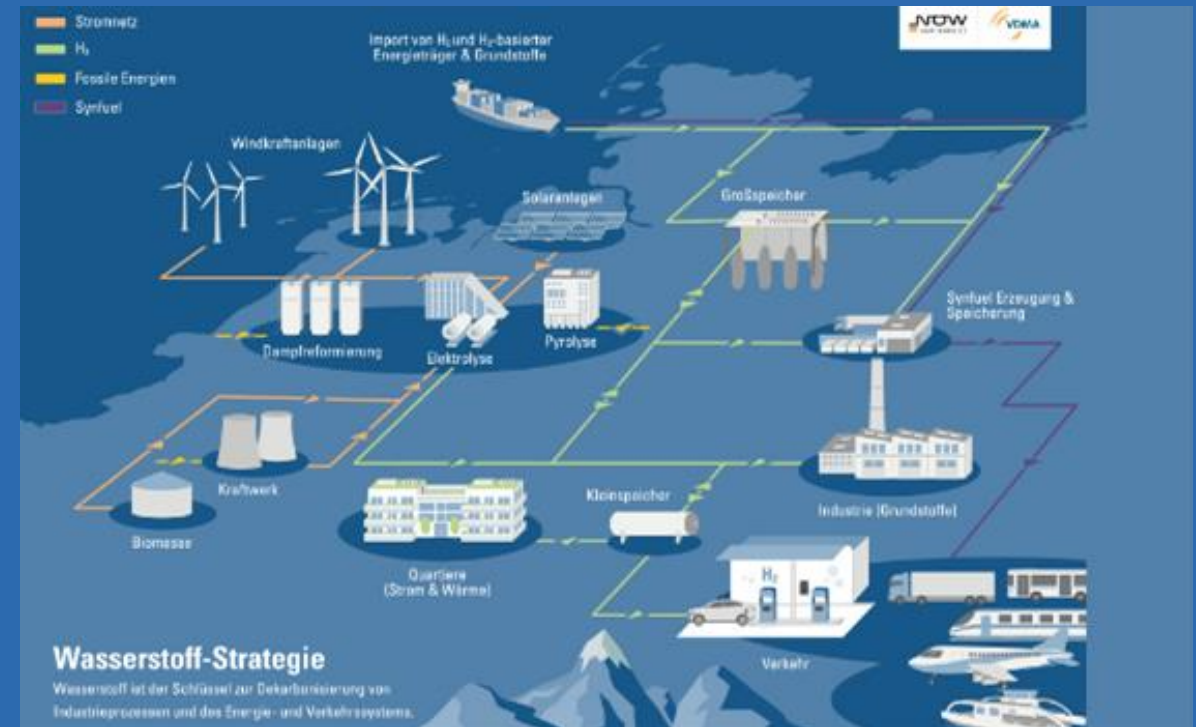 Stromnetz
H₂
Fossile Energien
Synfuel
NOW
VDMA
Import von H₂ und H₂-basierter
Energieträger & Grundstoffe
Windkraftanlagen
Solaranlagen
Großspeicher
Synfuel Erzeugung &
Speicherung
Dampfreformierung
Elektrolyse
Pyrolyse
Kraftwerk
Biomasse
Kleinspeicher
Industrie (Grundstoffe)
Quartiere
(Strom & Wärme)
H₂
Verkehr
Wasserstoff-Strategie
Wasserstoff ist der Schlüssel zur Dekarbonisierung von
Industrieprozessen und des Energie- und Verkehrssystems.